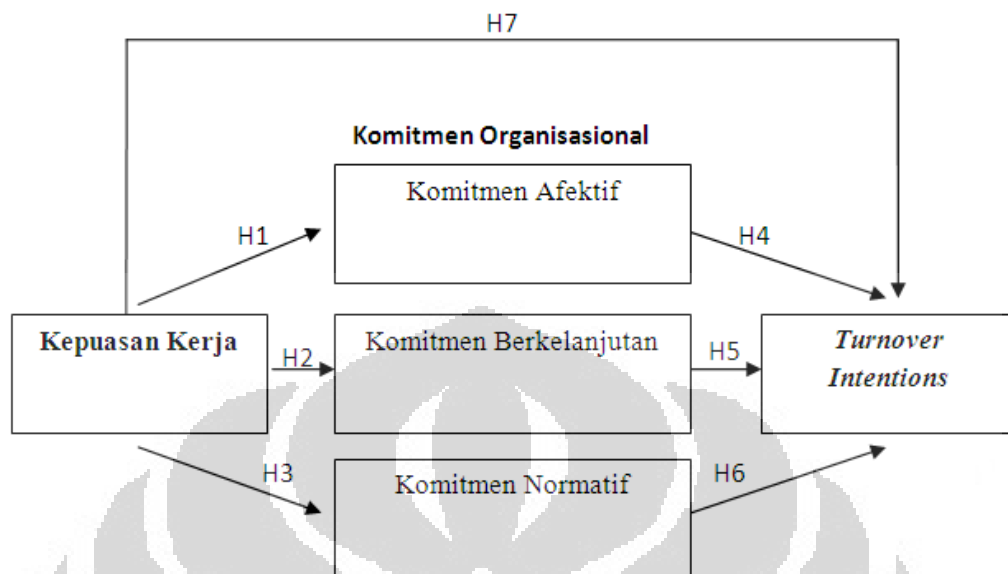 H7
Komitmen Organisasional
Komitmen Afektif
H1
H4
Kepuasan Kerja
H2
Komitmen Berkelanjutan
H5
Turnover
Intentions
H3
Komitmen Normatif
H6